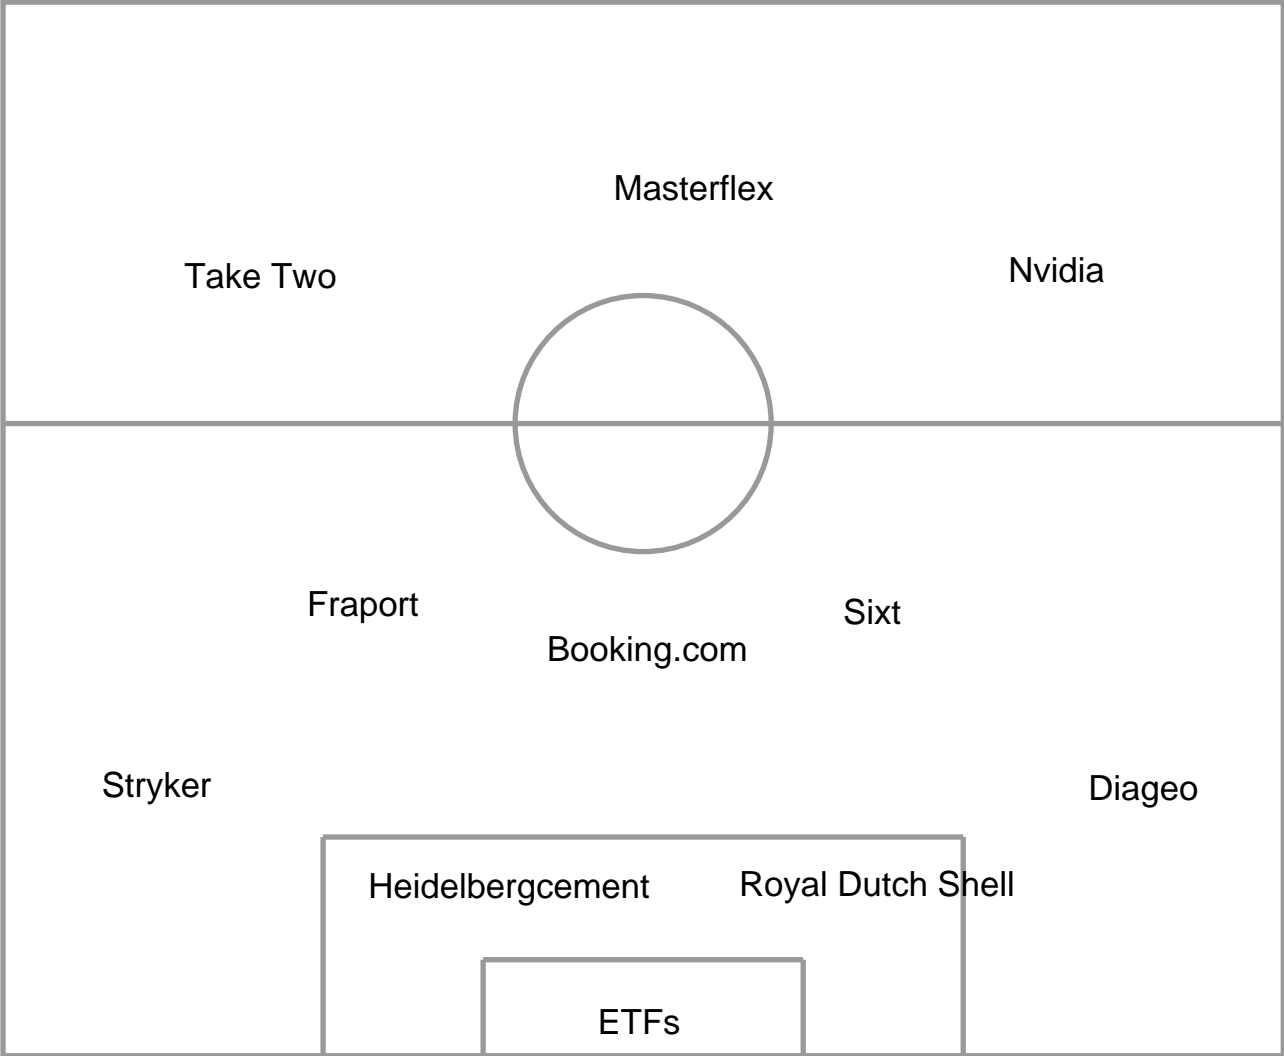 Masterflex
Take Two
Nvidia
Fraport
Sixt
Booking.com
Stryker
Diageo
Heidelbergcement
Royal Dutch Shell
ETFs